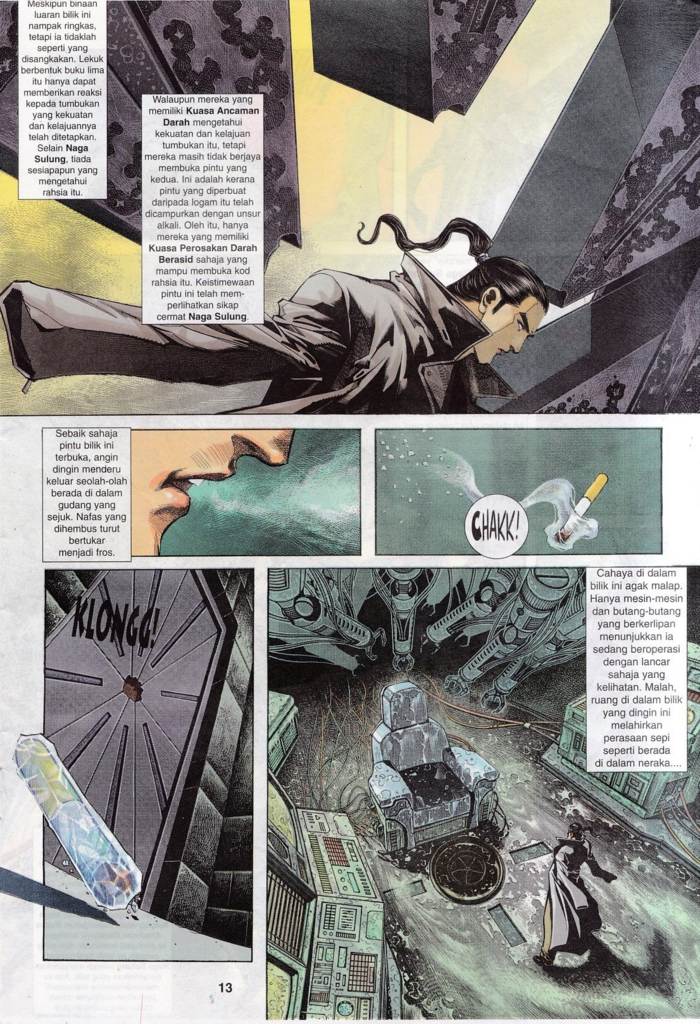 Meskipun binaan
luaran bilik ini
nampak ringkas,
tetapi ia tidaklah
seperti yang
disangkakan. Lekuk
berbentuk buku lima
itu hanya dapat
memberikan reaksi
kepada tumbukan
yang kekuatan
dan kelajuannya
telah ditetapkan.
Selain Naga
Sulung, tiada
sesiapapun yang
mengetahui
rahsia itu.
Walaupun mereka yang
memiliki Kuasa Ancaman
Darah mengetahui
kekuatan dan kelajuan
tumbukan itu, tetapi
mereka masih tidak berjaya
membuka pintu yang
kedua. Ini adalah kerana
pintu yang diperbuat
daripada logam itu telah
dicampurkan dengan unsur
alkali. Oleh itu, hanya
mereka yang memiliki
Kuasa Perosakan Darah
Berasid sahaja yang
mampu membuka kod
rahsia itu. Keistimewaan
pintu ini telah mem-
perlihatkan sikap
cermat Naga Sulung.
Sebaik sahaja
pintu bilik ini
terbuka, angin
dingin menderu
keluar seolah-olah
berada di dalam
gudang yang
sejuk. Nafas yang
dihembus turut
bertukar
menjadi fros.
CHAKK!
KLONGG!
Cahaya di dalam
bilik ini agak malap.
Hanya mesin-mesin
dan butang-butang
yang berkerlipan
menunjukkan ia
sedang beroperasi
dengan lancar
sahaja yang
kelihatan. Malah,
ruang di dalam bilik
yang dingin ini
melahirkan
perasaan sepi
seperti berada
di dalam neraka....
13